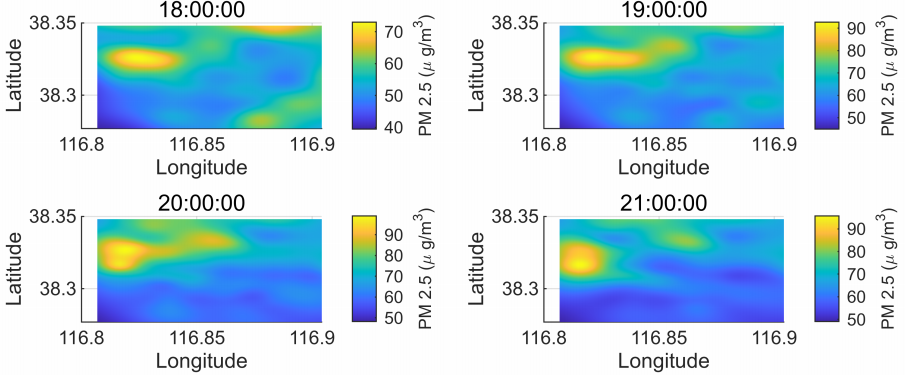 18:00:00
38.35
38.3
Latitude
116.8 116.85 116.9
Longitude
70
60
50
40
PM 2.5 (μ g/m³)
19:00:00
38.35
38.3
Latitude
116.8 116.85 116.9
Longitude
90
80
70
60
50
PM 2.5 (μ g/m³)
20:00:00
38.35
38.3
Latitude
116.8 116.85 116.9
Longitude
90
80
70
60
50
PM 2.5 (μ g/m³)
21:00:00
38.35
38.3
Latitude
116.8 116.85 116.9
Longitude
90
80
70
60
50
PM 2.5 (μ g/m³)